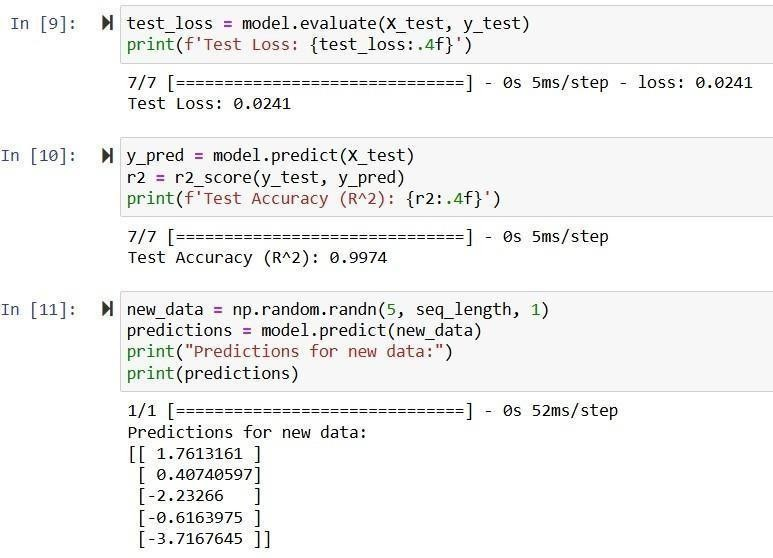 In [9]: test_loss = model.evaluate(X_test, y_test)
print(f'Test Loss: {test_loss:.4f}')
7/7 [==============================] - 0s 5ms/step - loss: 0.0241
Test Loss: 0.0241
In [10]: y_pred = model.predict(X_test)
r2 = r2_score(y_test, y_pred)
print(f'Test Accuracy (R^2): {r2:.4f}')
7/7 [==============================] - 0s 5ms/step
Test Accuracy (R^2): 0.9974
In [11]: new_data = np.random.randn(5, seq_length, 1)
predictions = model.predict(new_data)
print("Predictions for new data:")
print(predictions)
1/1 [==============================] - 0s 52ms/step
Predictions for new data:
[[ 1.7613161 ]
 [ 0.40740597]
 [-2.23266   ]
 [-0.6163975 ]
 [-3.7167645 ]]